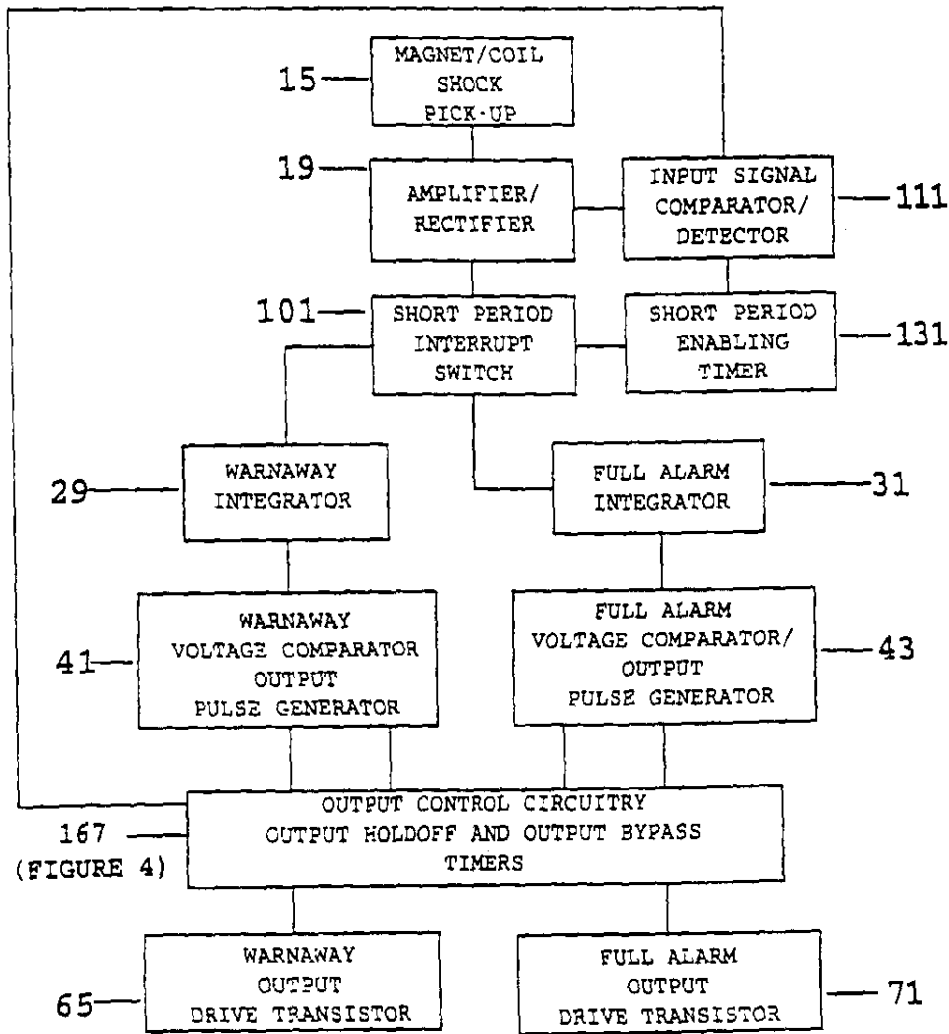 MAGNET/COIL
SHOCK
PICK-UP
15
19
AMPLIFIER/
RECTIFIER
INPUT SIGNAL
COMPARATOR/
DETECTOR
111
101
SHORT PERIOD
INTERRUPT
SWITCH
SHORT PERIOD
ENABLING
TIMER
131
29
WARNAWAY
INTEGRATOR
FULL ALARM
INTEGRATOR
31
41
WARNAWAY
VOLTAGE COMPARATOR
OUTPUT
PULSE GENERATOR
FULL ALARM
VOLTAGE COMPARATOR/
OUTPUT
PULSE GENERATOR
43
167
(FIGURE 4)
OUTPUT CONTROL CIRCUITRY
OUTPUT HOLDOFF AND OUTPUT BYPASS
TIMERS
65
WARNAWAY
OUTPUT
DRIVE TRANSISTOR
FULL ALARM
OUTPUT
DRIVE TRANSISTOR
71